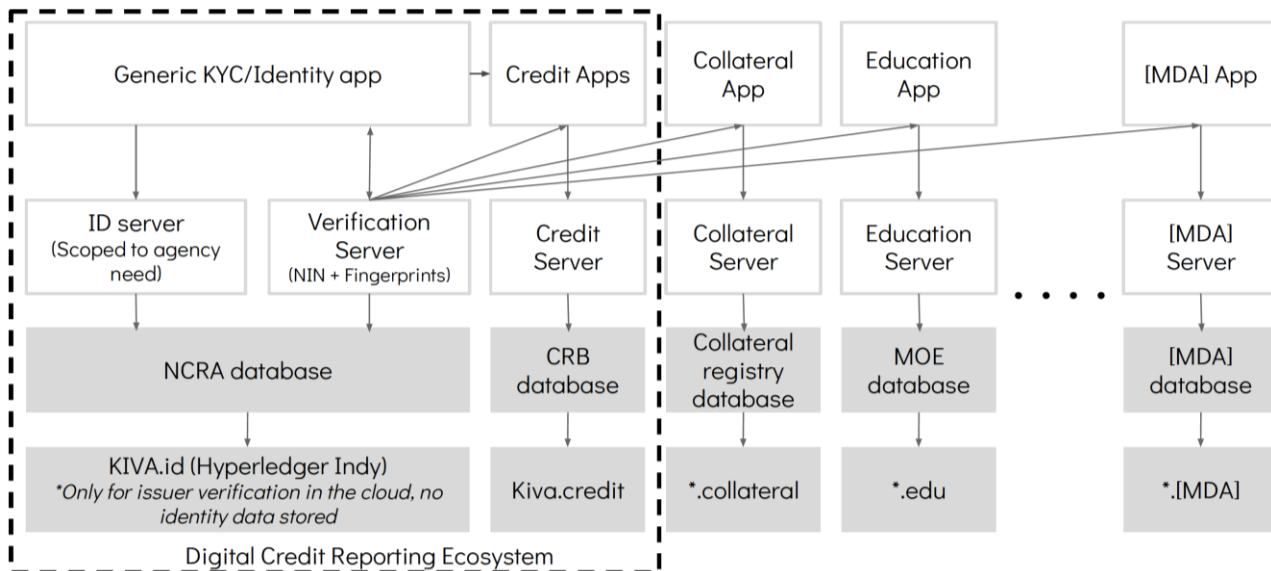 Generic KYC/Identity app
Credit Apps
Collateral
App
Education
App
[MDA] App
ID server
(Scoped to agency
need)
Verification
Server
(NIN + Fingerprints)
Credit
Server
Collateral
Server
Education
Server
[MDA]
Server
. . . . .
NCRA database
CRB
database
Collateral
registry
database
MOE
database
[MDA]
database
KIVA.id (Hyperledger Indy)
*Only for issuer verification in the cloud, no
identity data stored
Kiva.credit
*.collateral
*.edu
*.[MDA]
Digital Credit Reporting Ecosystem